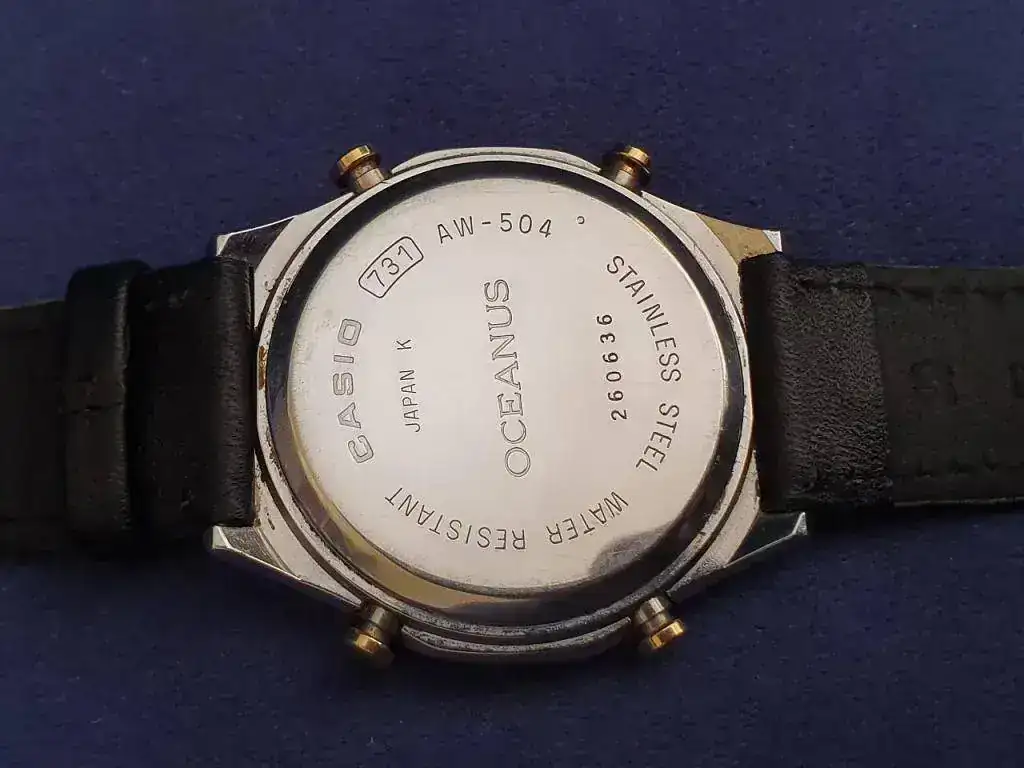 CASIO
731
AW-504
STAINLESS STEEL
WATER RESISTANT
JAPAN K
OCEANUS
260636